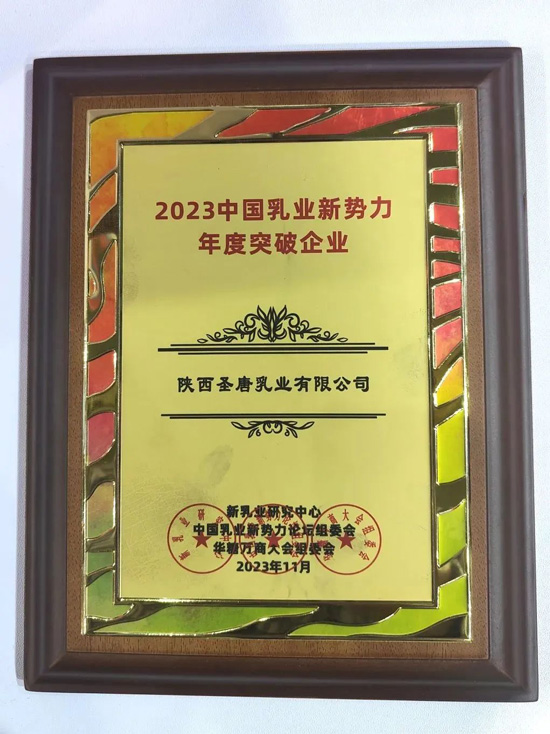 2023中国乳业新势力
年度突破企业
陕西圣唐乳业有限公司
新乳业研究中心
中国乳业新势力论坛组委会
华糖万商大会组委会
2023年11月